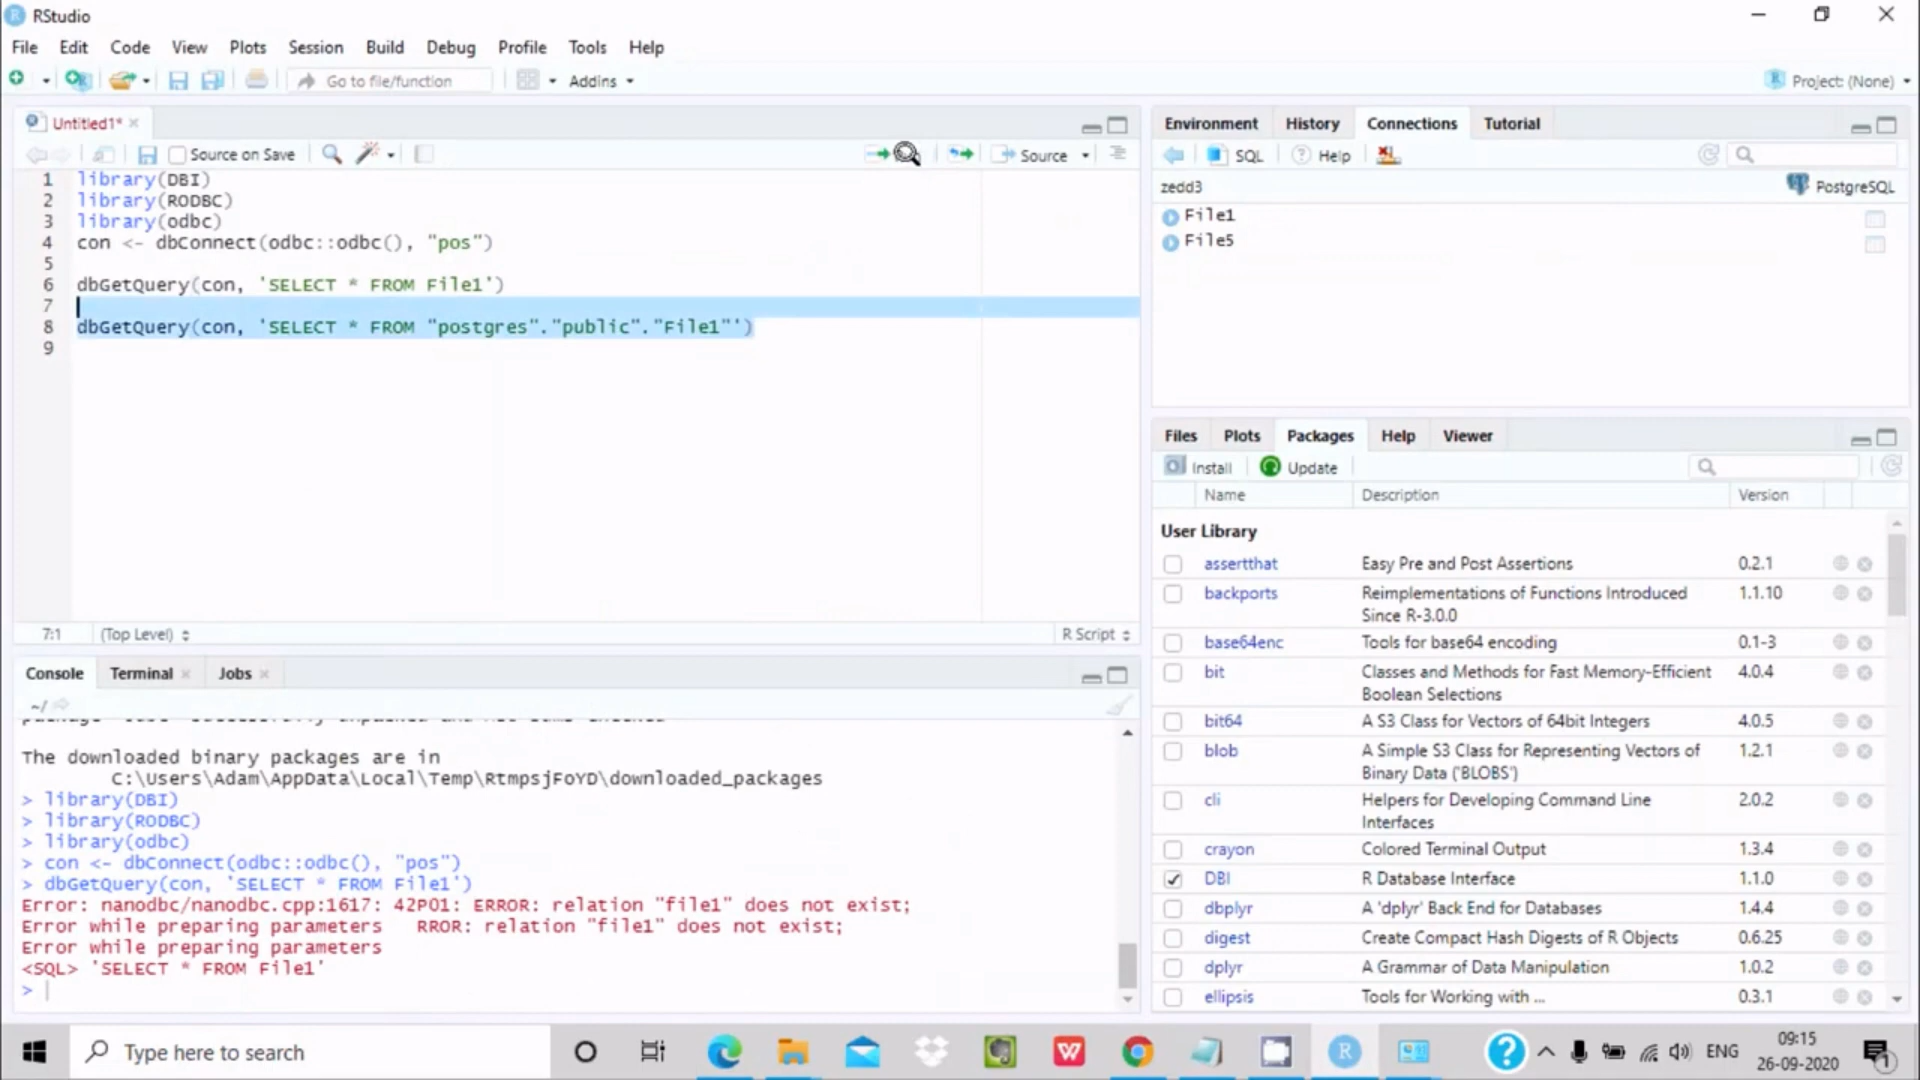 RStudio
File Edit Code View Plots Session Build Debug Profile Tools Help
Go to file/function Addins Project: (None)
Untitled1*
Source on Save Source
1 library(DBI)
2 library(RODBC)
3 library(odbc)
4 con <- dbConnect(odbc::odbc(), "pos")
5
6 dbGetQuery(con, 'SELECT * FROM File1')
7
8 dbGetQuery(con, 'SELECT * FROM "postgres"."public"."File1"')
9
7:1 (Top Level) R Script
Console Terminal Jobs
~/
The downloaded binary packages are in
C:\Users\Adam\AppData\Local\Temp\RtmpsjFoYD\downloaded_packages
> library(DBI)
> library(RODBC)
> library(odbc)
> con <- dbConnect(odbc::odbc(), "pos")
> dbGetQuery(con, 'SELECT * FROM File1')
Error: nanodbc/nanodbc.cpp:1617: 42P01: ERROR: relation "file1" does not exist;
Error while preparing parameters RROR: relation "file1" does not exist;
Error while preparing parameters
<SQL> 'SELECT * FROM File1'
>
Environment History Connections Tutorial
SQL Help
zedd3 PostgreSQL
File1
File5
Files Plots Packages Help Viewer
Install Update
Name Description Version
User Library
assertthat Easy Pre and Post Assertions 0.2.1
backports Reimplementations of Functions Introduced 1.1.10
Since R-3.0.0
base64enc Tools for base64 encoding 0.1-3
bit Classes and Methods for Fast Memory-Efficient 4.0.4
Boolean Selections
bit64 A S3 Class for Vectors of 64bit Integers 4.0.5
blob A Simple S3 Class for Representing Vectors of 1.2.1
Binary Data ('BLOBS')
cli Helpers for Developing Command Line 2.0.2
Interfaces
crayon Colored Terminal Output 1.3.4
DBI R Database Interface 1.1.0
dbplyr A 'dplyr' Back End for Databases 1.4.4
digest Create Compact Hash Digests of R Objects 0.6.25
dplyr A Grammar of Data Manipulation 1.0.2
ellipsis Tools for Working with ... 0.3.1
Type here to search
ENG
09:15
26-09-2020
1